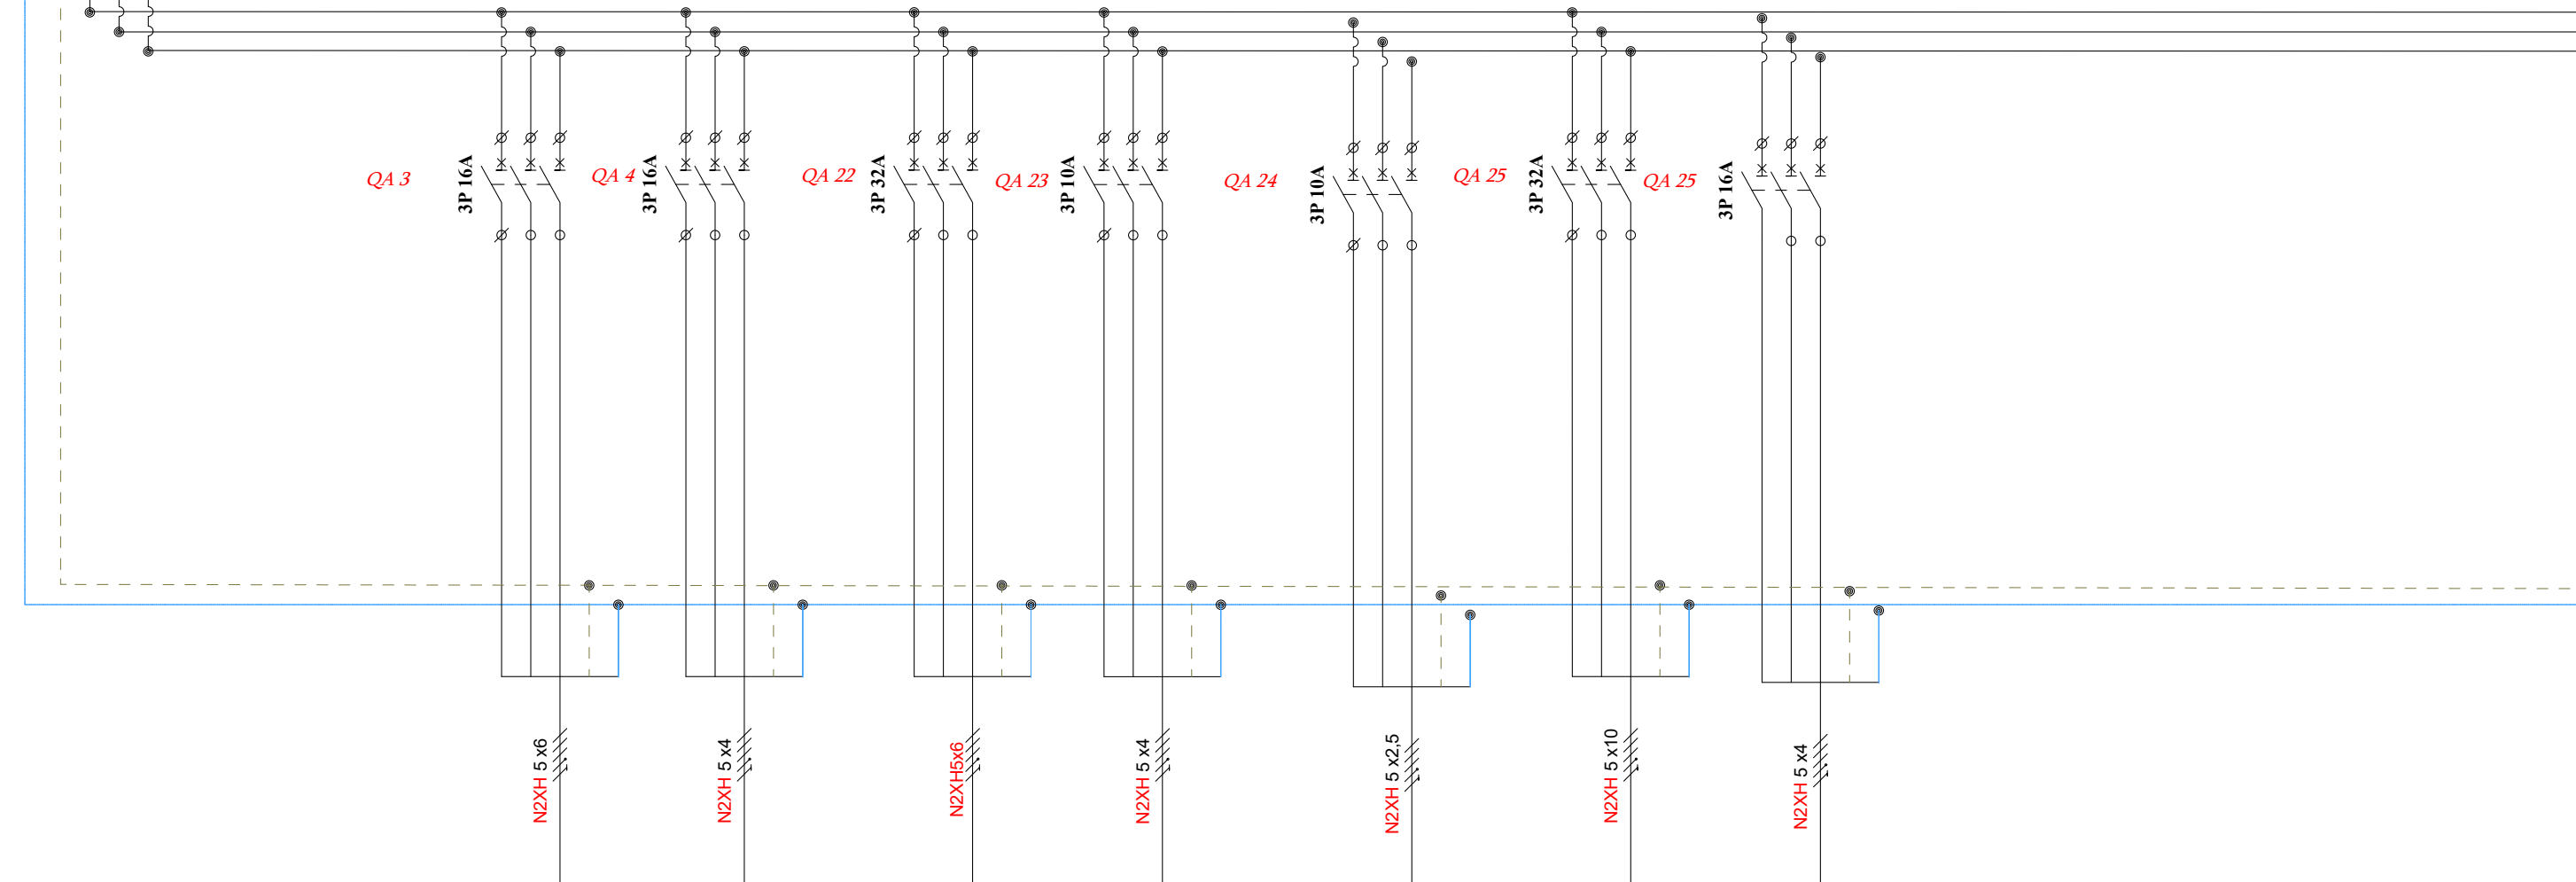 QA 3
3P 16A
QA 4
3P 16A
QA 22
3P 32A
QA 23
3P 10A
QA 24
3P 10A
QA 25
3P 32A
QA 25
3P 16A
N2XH 5 x6
N2XH 5 x4
N2XH5x6
N2XH 5 x4
N2XH 5 x2,5
N2XH 5 x10
N2XH 5 x4